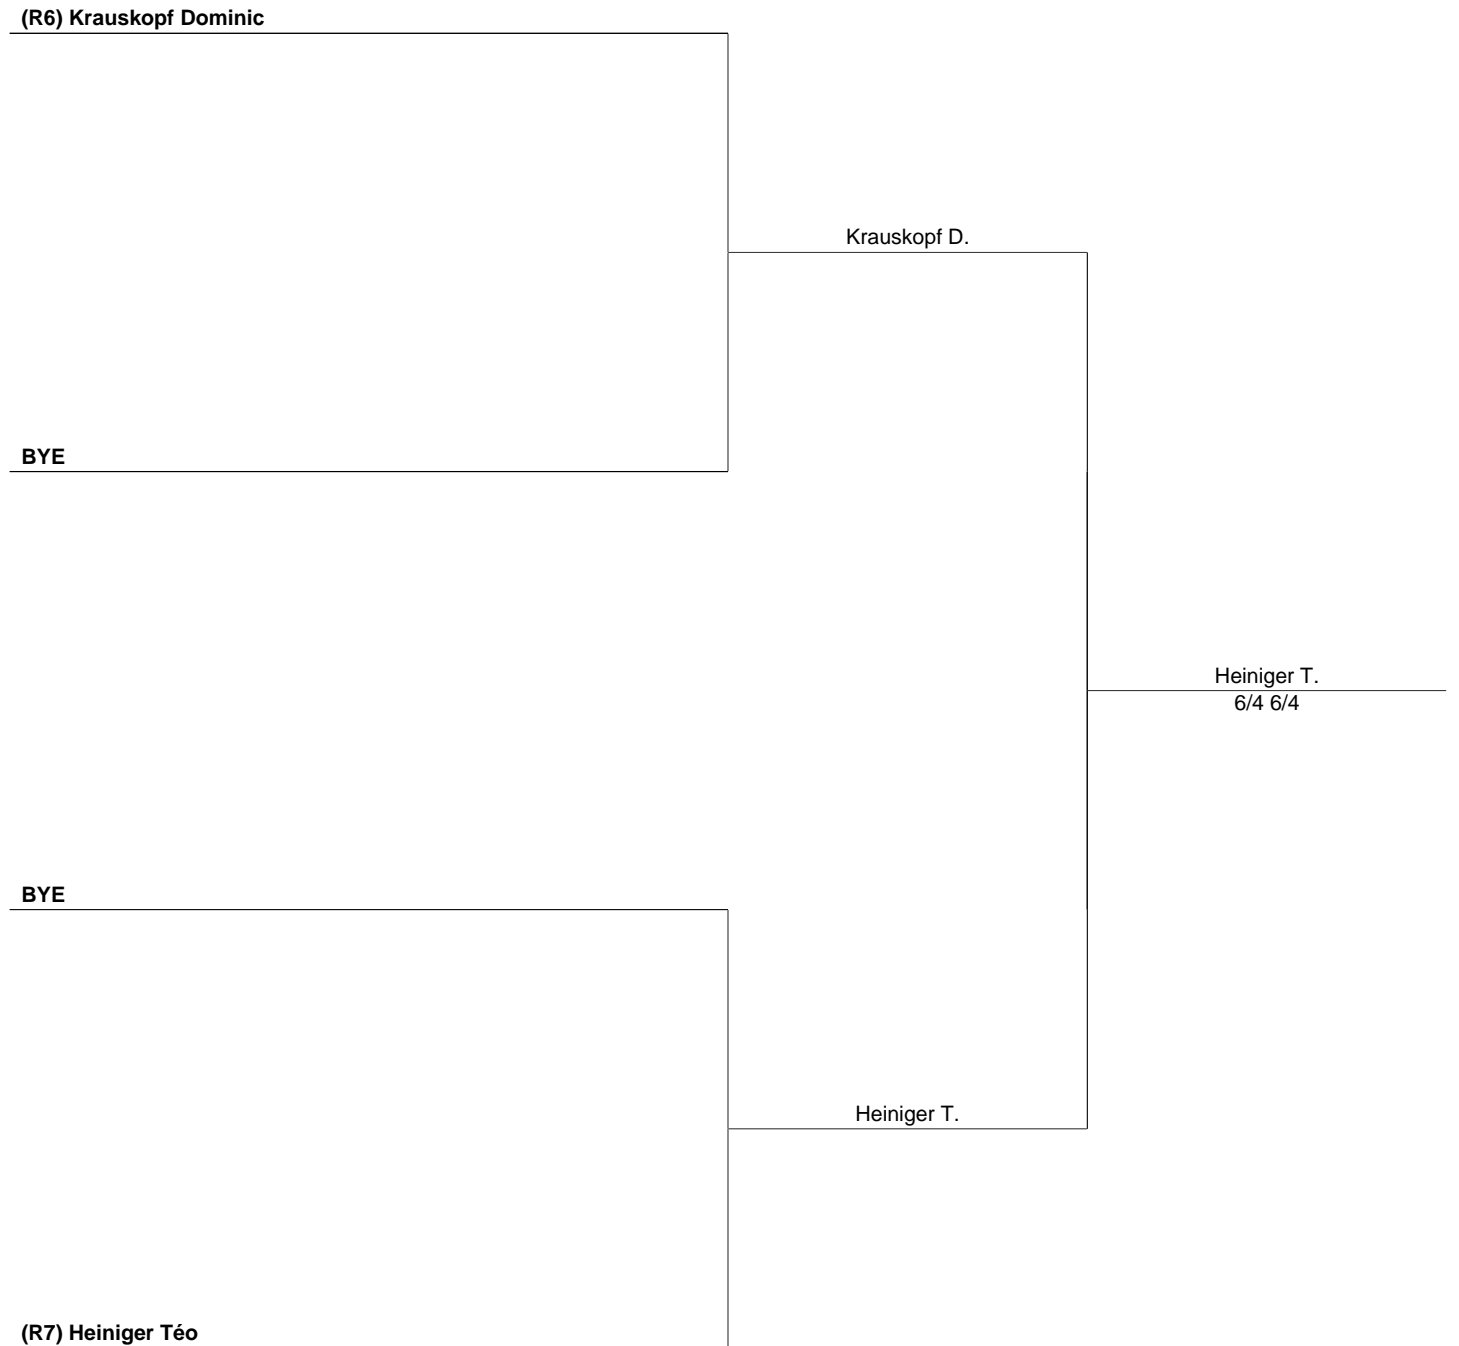 (R6) Krauskopf Dominic
Krauskopf D.
BYE
Heiniger T.
6/4 6/4
BYE
Heiniger T.
(R7) Heiniger Téo